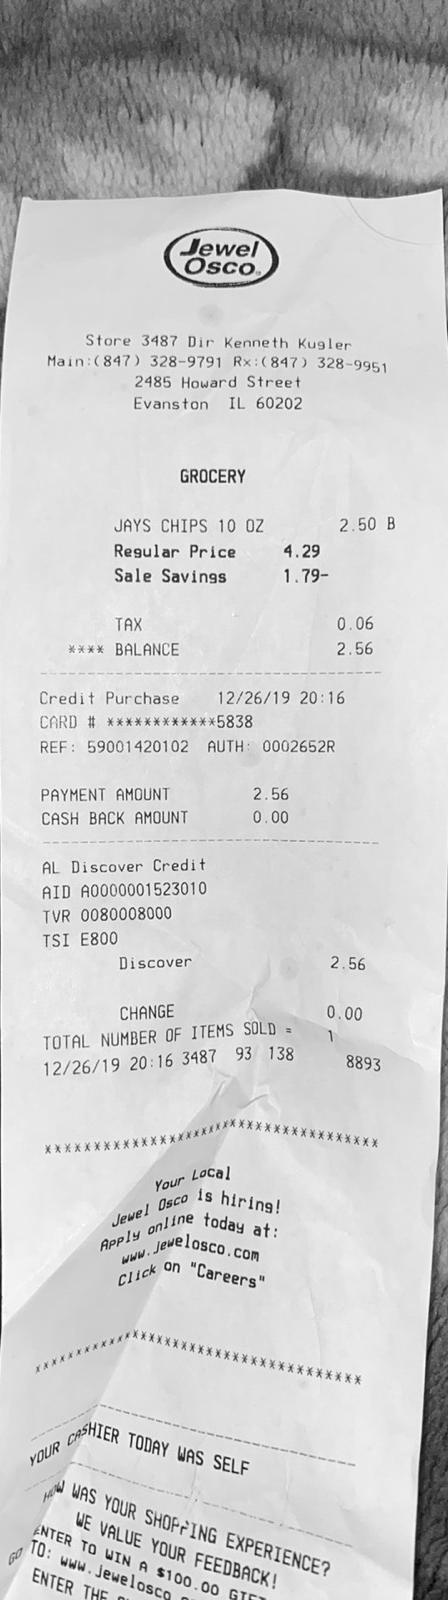 Jewel
Osco
Store 3487 Dir Kenneth Kugler
Main:(847) 328-9791 Rx:(847) 328-9951
2485 Howard Street
Evanston IL 60202
GROCERY
JAYS CHIPS 10 OZ 2.50 B
Regular Price 4.29
Sale Savings 1.79-
TAX 0.06
**** BALANCE 2.56
Credit Purchase 12/26/19 20:16
CARD # ************5838
REF: 59001420102 AUTH: 0002652R
PAYMENT AMOUNT 2.56
CASH BACK AMOUNT 0.00
AL Discover Credit
AID A0000001523010
TVR 0080008000
TSI E800
Discover 2.56
CHANGE 0.00
TOTAL NUMBER OF ITEMS SOLD = 1
12/26/19 20:16 3487 93 138 8893
****************************************
Your Local
Jewel Osco is hiring!
Apply online today at:
www.jewelosco.com
Click on "Careers"
****************************************
YOUR CASHIER TODAY WAS SELF
HOW WAS YOUR SHOPPING EXPERIENCE?
WE VALUE YOUR FEEDBACK!
ENTER TO WIN A $100.00
GO TO: www.jewelosco
ENTER THE